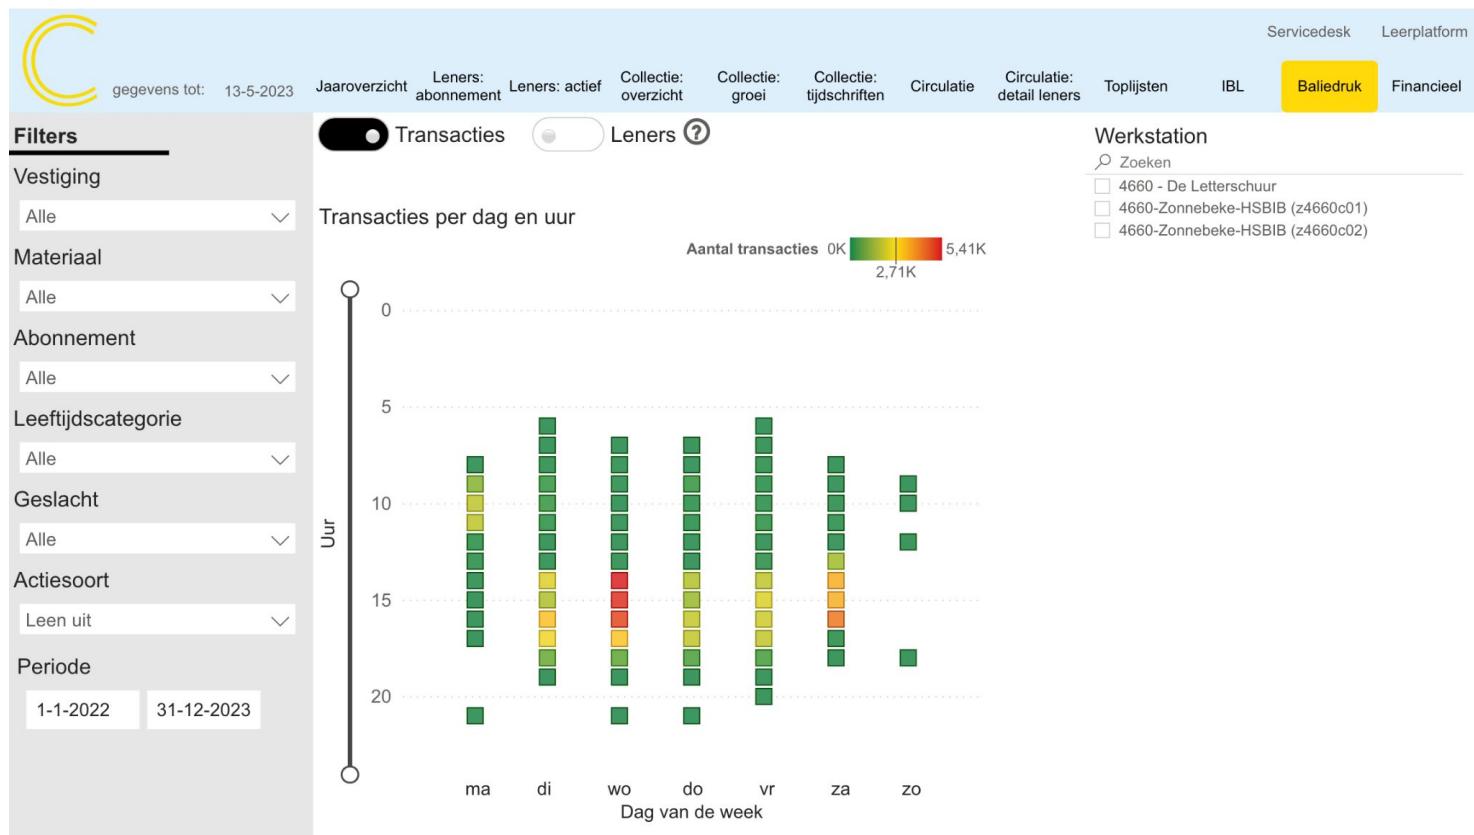 Servicedesk Leerplatform
gegevens tot: 13-5-2023
Jaaroverzicht
Leners:
abonnement
Leners: actief
Collectie:
overzicht
Collectie:
groei
Collectie:
tijdschriften
Circulatie
Circulatie:
detail leners
Toplijsten
IBL
Baliedruk
Financieel
Filters
Vestiging
Alle
Materiaal
Alle
Abonnement
Alle
Leeftijdscategorie
Alle
Geslacht
Alle
Actiesoort
Leen uit
Periode
1-1-2022 31-12-2023
Transacties Leners ?
Transacties per dag en uur
Aantal transacties 0K 5,41K
2,71K
0
5
10
15
20
Uur
ma di wo do vr za zo
Dag van de week
Werkstation
Zoeken
4660 - De Letterschuur
4660-Zonnebeke-HSBIB (z4660c01)
4660-Zonnebeke-HSBIB (z4660c02)